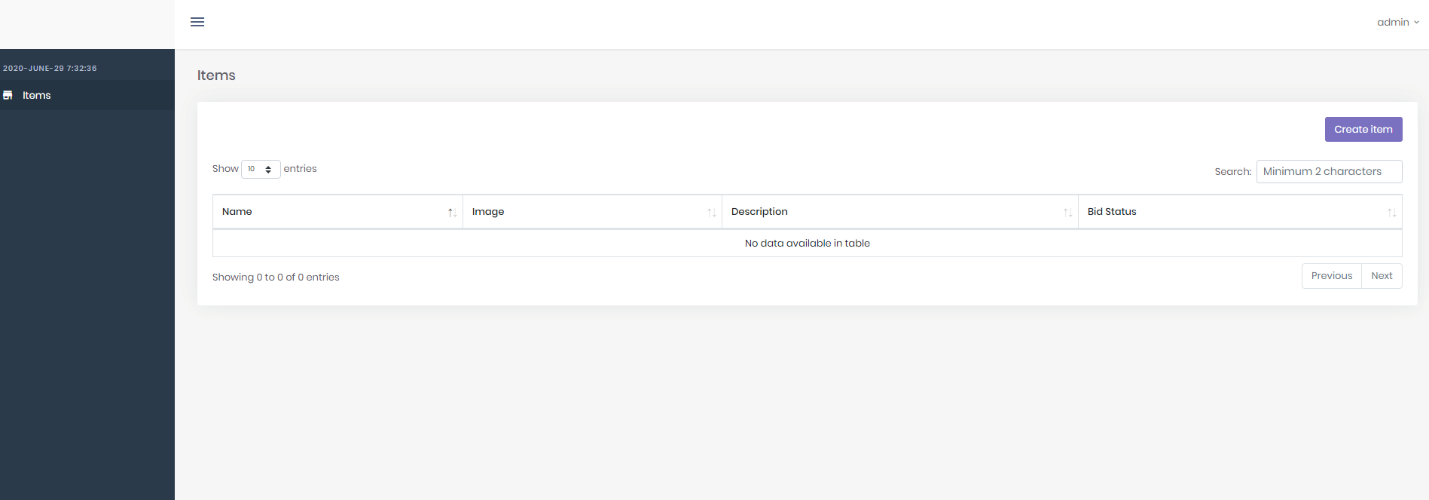 admin
2020-JUNE-29 7:32:36
Items
Items
Create item
Show 10 entries
Search: Minimum 2 characters
Name Image Description Bid Status
No data available in table
Showing 0 to 0 of 0 entries
Previous Next